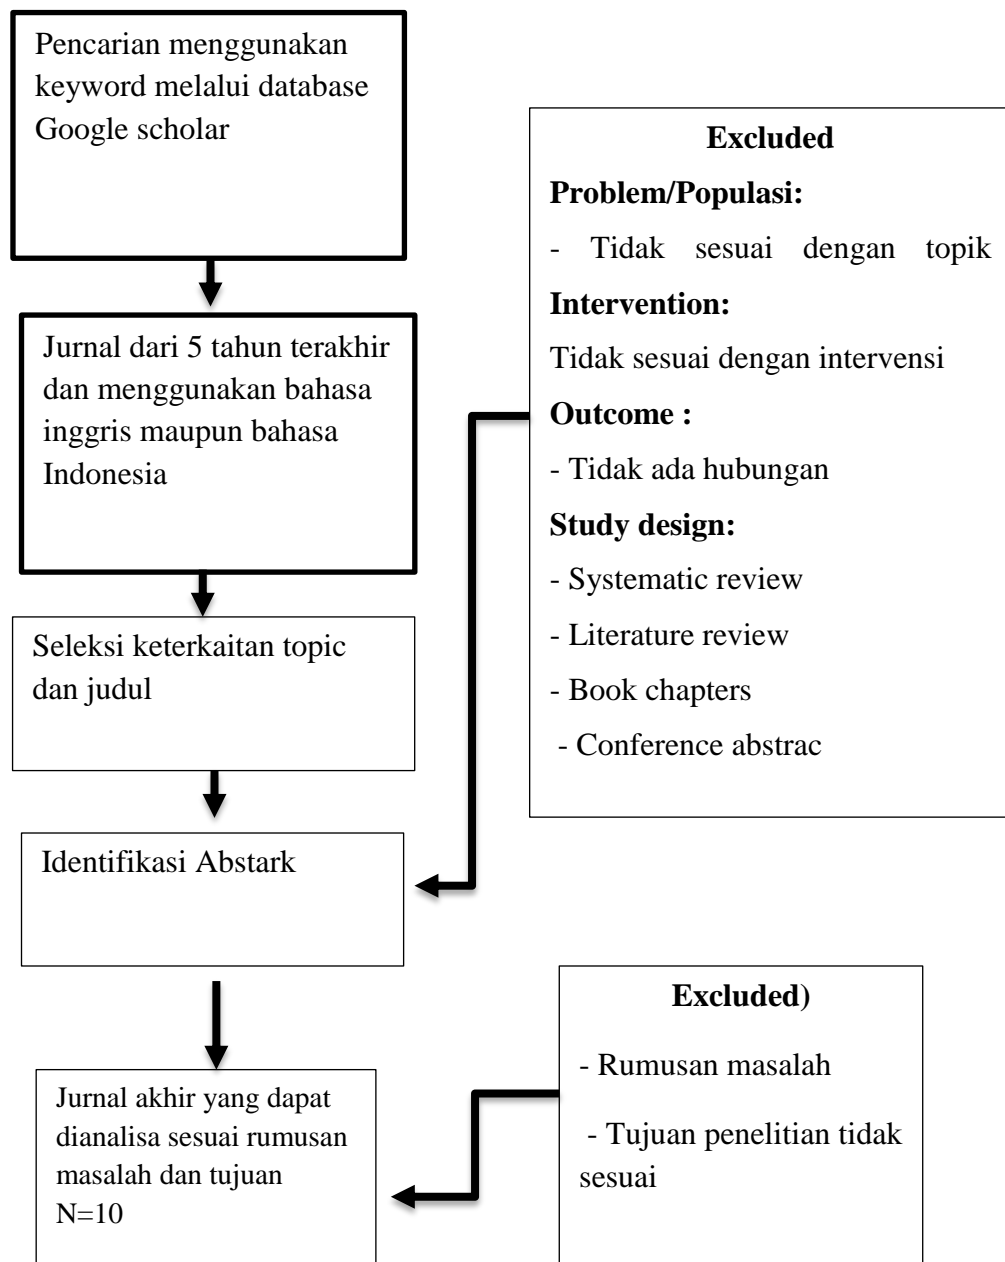 Pencarian menggunakan
keyword melalui database
Google scholar
Jurnal dari 5 tahun terakhir
dan menggunakan bahasa
inggris maupun bahasa
Indonesia
Seleksi keterkaitan topic
dan judul
Identifikasi Abstark
Jurnal akhir yang dapat
dianalisa sesuai rumusan
masalah dan tujuan
N=10
Excluded
Problem/Populasi:
- Tidak sesuai dengan topik
Intervention:
Tidak sesuai dengan intervensi
Outcome :
- Tidak ada hubungan
Study design:
- Systematic review
- Literature review
- Book chapters
- Conference abstrac
Excluded)
- Rumusan masalah
- Tujuan penelitian tidak
sesuai